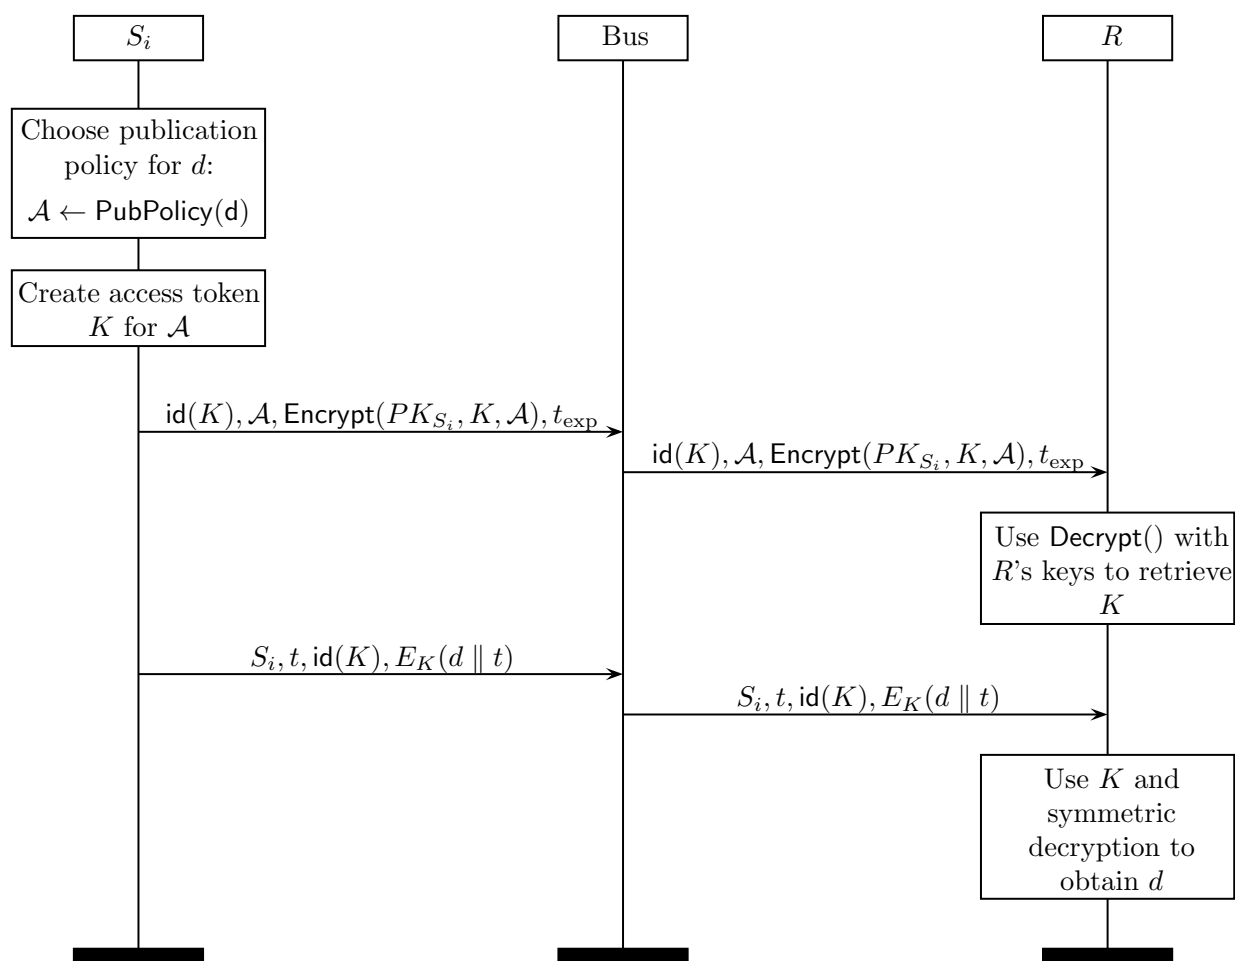 S_i
Bus
R
Choose publication
policy for d:
𝒜 ← PubPolicy(d)
Create access token
K for 𝒜
id(K), 𝒜, Encrypt(PK_{S_i}, K, 𝒜), t_exp
id(K), 𝒜, Encrypt(PK_{S_i}, K, 𝒜), t_exp
Use Decrypt() with
R's keys to retrieve
K
S_i, t, id(K), E_K(d ∥ t)
S_i, t, id(K), E_K(d ∥ t)
Use K and
symmetric
decryption to
obtain d